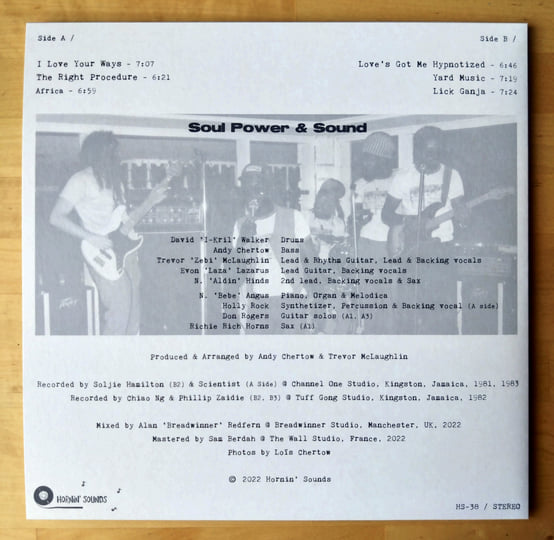 Side A /
Side B /
I Love Your Ways - 7:07
The Right Procedure - 6:21
Africa - 6:59
Love's Got Me Hypnotized - 6:46
Yard Music - 7:19
Lick Ganja - 7:24
Soul Power & Sound
David 'I-Kril' Walker Drums
Andy Chertow Bass
Trevor 'Zebi' McLaughlin Lead & Rhythm Guitar, Lead & Backing vocals
Evon 'Laza' Lazarus Lead Guitar, Backing vocals
N. 'Aldin' Hinds 2nd lead, Backing vocals & Sax
N. 'Bebe' Angus Piano, Organ & Melodica
Holly Rock Synthetizer, Percussion & Backing vocal (A side)
Don Rogers Guitar solos (A1, A3)
Richie Rich Horns Sax (A1)
Produced & Arranged by Andy Chertow & Trevor McLaughlin
Recorded by Soljie Hamilton (B2) & Scientist (A Side) @ Channel One Studio, Kingston, Jamaica, 1981, 1983
Recorded by Chiao Ng & Phillip Zaidie (B2, B3) @ Tuff Gong Studio, Kingston, Jamaica, 1982
Mixed by Alan 'Breadwinner' Redfern @ Breadwinner Studio, Manchester, UK, 2022
Mastered by Sam Berdah @ The Wall Studio, France, 2022
Photos by Loïs Chertow
© 2022 Hornin' Sounds
HORNIN' SOUNDS
HS-38 / STEREO